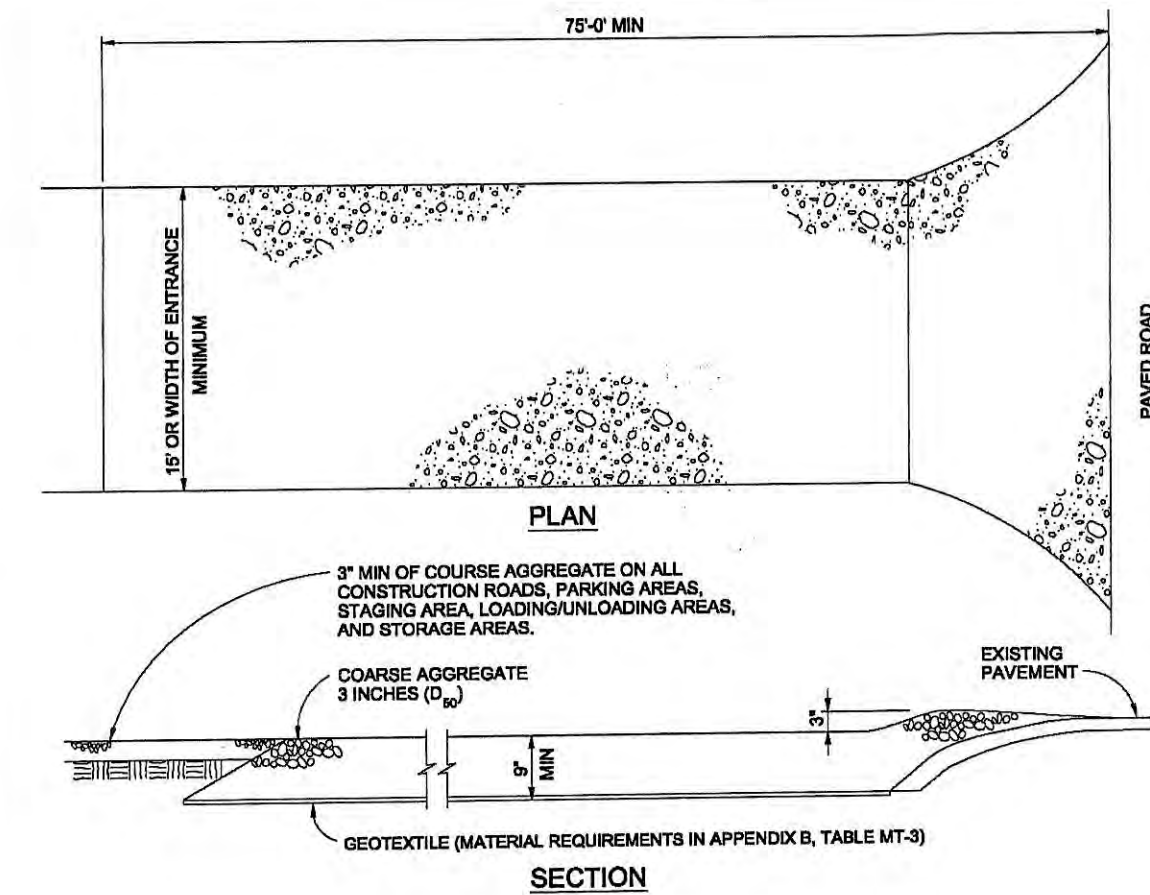 75'-0' MIN
15' OR WIDTH OF ENTRANCE
MINIMUM
PAVED ROAD
PLAN
3" MIN OF COURSE AGGREGATE ON ALL
CONSTRUCTION ROADS, PARKING AREAS,
STAGING AREA, LOADING/UNLOADING AREAS,
AND STORAGE AREAS.
COARSE AGGREGATE
3 INCHES (D50)
EXISTING
PAVEMENT
3"
9"
MIN
GEOTEXTILE (MATERIAL REQUIREMENTS IN APPENDIX B, TABLE MT-3)
SECTION